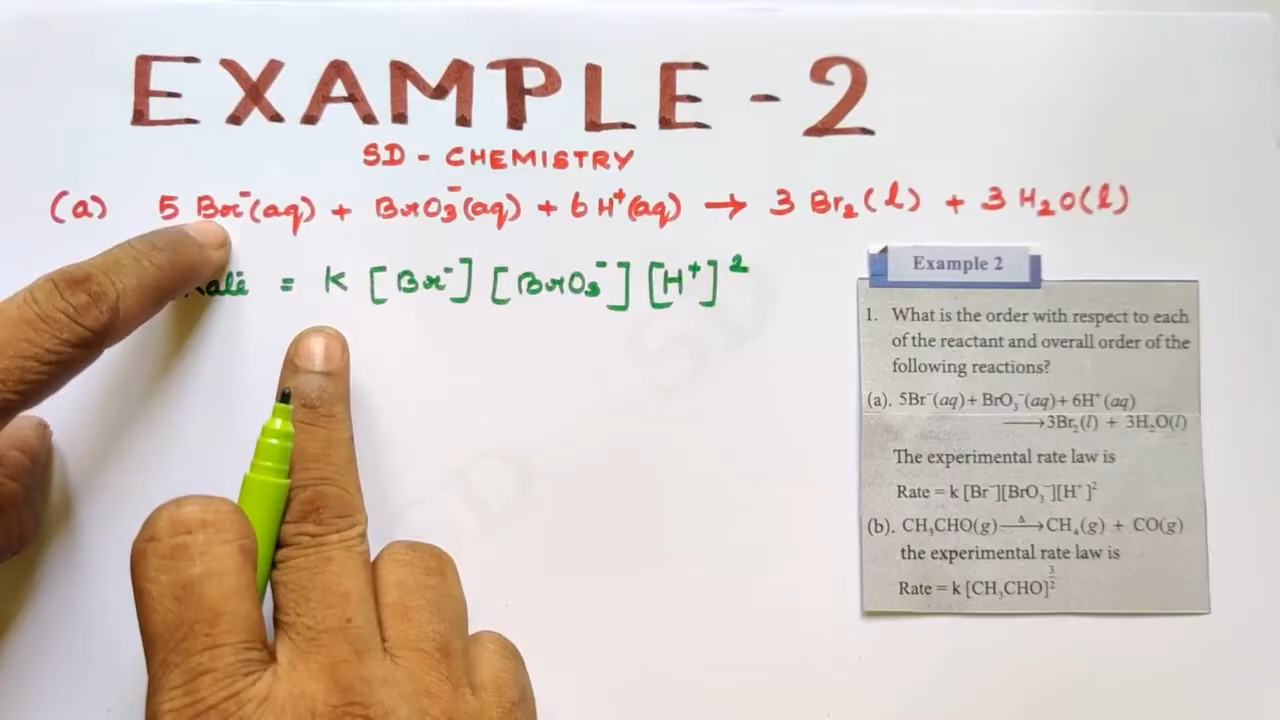 EXAMPLE - 2
SD - CHEMISTRY
(a) 5 Br⁻(aq) + BrO₃⁻(aq) + 6 H⁺(aq) → 3 Br₂(l) + 3 H₂O(l)
= K [Br⁻] [BrO₃⁻] [H⁺]²
Example 2
1. What is the order with respect to each
of the reactant and overall order of the
following reactions?
(a). 5Br⁻(aq) + BrO₃⁻(aq) + 6H⁺(aq)
⟶3Br₂(l) + 3H₂O(l)
The experimental rate law is
Rate = k [Br⁻][BrO₃⁻][H⁺]²
(b). CH₃CHO(g) —Δ→ CH₄(g) + CO(g)
the experimental rate law is
Rate = k [CH₃CHO]^3/2
SD
SD